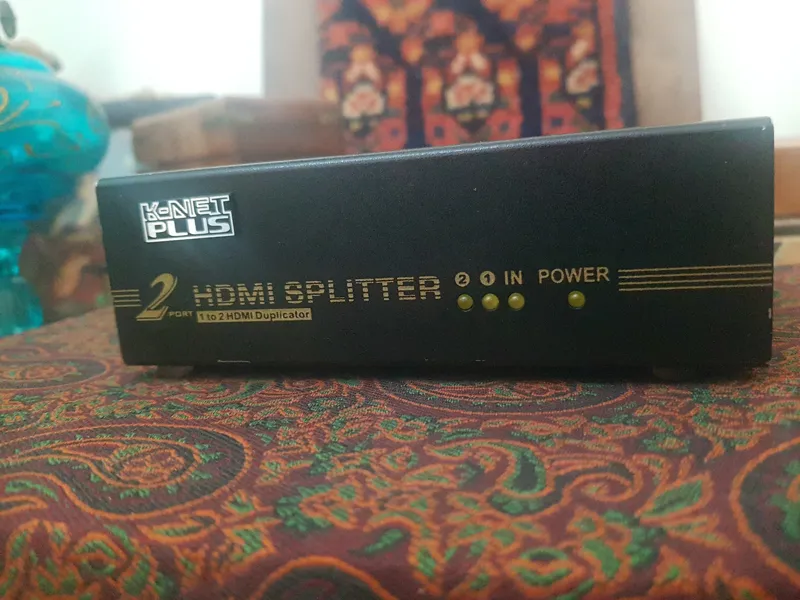 K-NET
PLUS
2 PORT HDMI SPLITTER
1 to 2 HDMI Duplicator
2 1 IN POWER